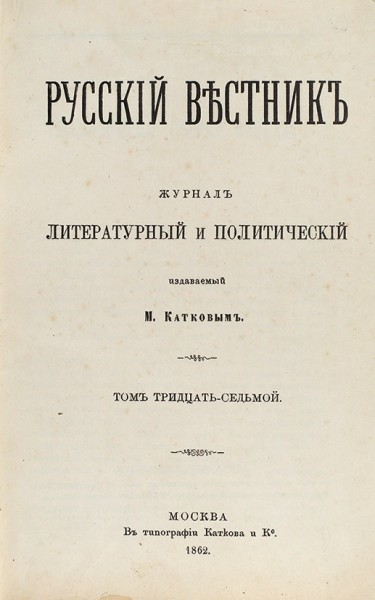 РУССКІЙ ВѢСТНИКЪ
ЖУРНАЛЪ
ЛИТЕРАТУРНЫЙ И ПОЛИТИЧЕСКІЙ
издаваемый
М. Катковымъ.
ТОМЪ ТРИДЦАТЬ-СЕДЬМОЙ.
МОСКВА
Въ типографіи Каткова и Ко.
1862.